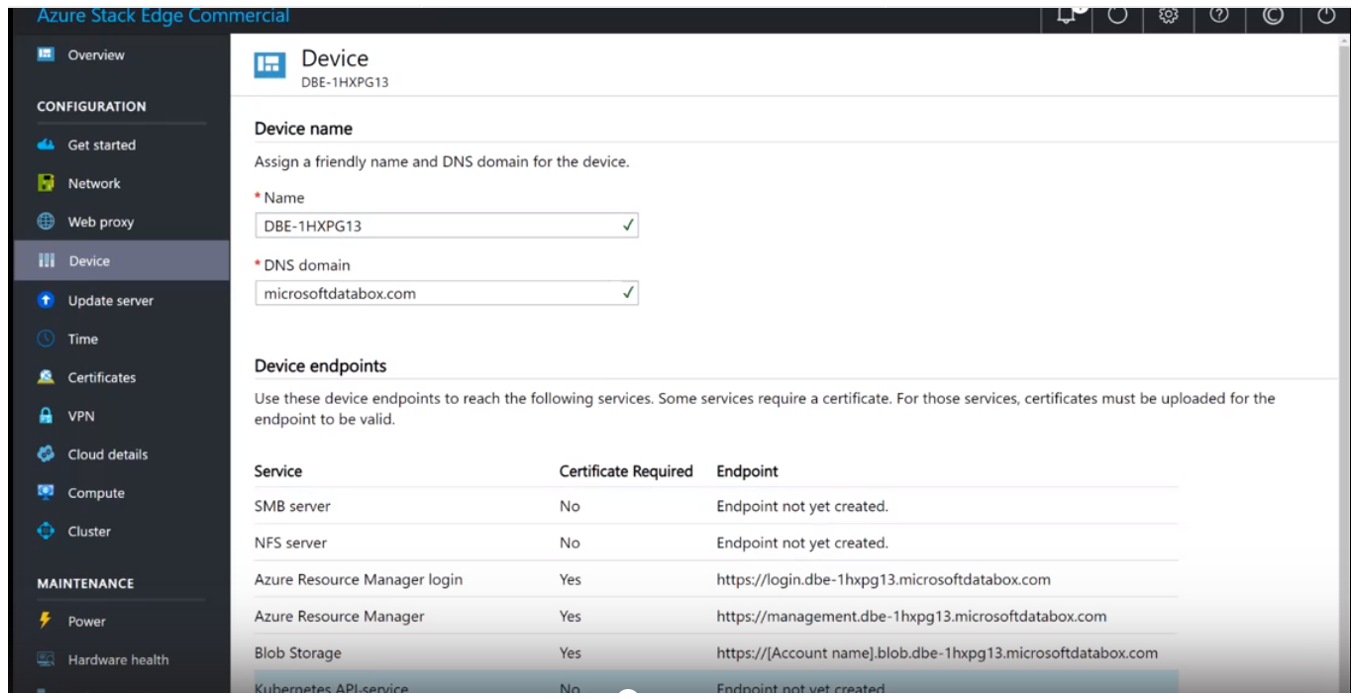 Azure Stack Edge Commercial
Overview
CONFIGURATION
Get started
Network
Web proxy
Device
Update server
Time
Certificates
VPN
Cloud details
Compute
Cluster
MAINTENANCE
Power
Hardware health
Device
DBE-1HXPG13
Device name
Assign a friendly name and DNS domain for the device.
* Name
DBE-1HXPG13
* DNS domain
microsoftdatabox.com
Device endpoints
Use these device endpoints to reach the following services. Some services require a certificate. For those services, certificates must be uploaded for the
endpoint to be valid.
Service Certificate Required Endpoint
SMB server No Endpoint not yet created.
NFS server No Endpoint not yet created.
Azure Resource Manager login Yes https://login.dbe-1hxpg13.microsoftdatabox.com
Azure Resource Manager Yes https://management.dbe-1hxpg13.microsoftdatabox.com
Blob Storage Yes https://[Account name].blob.dbe-1hxpg13.microsoftdatabox.com
Kubernetes API-service No Endpoint not yet created